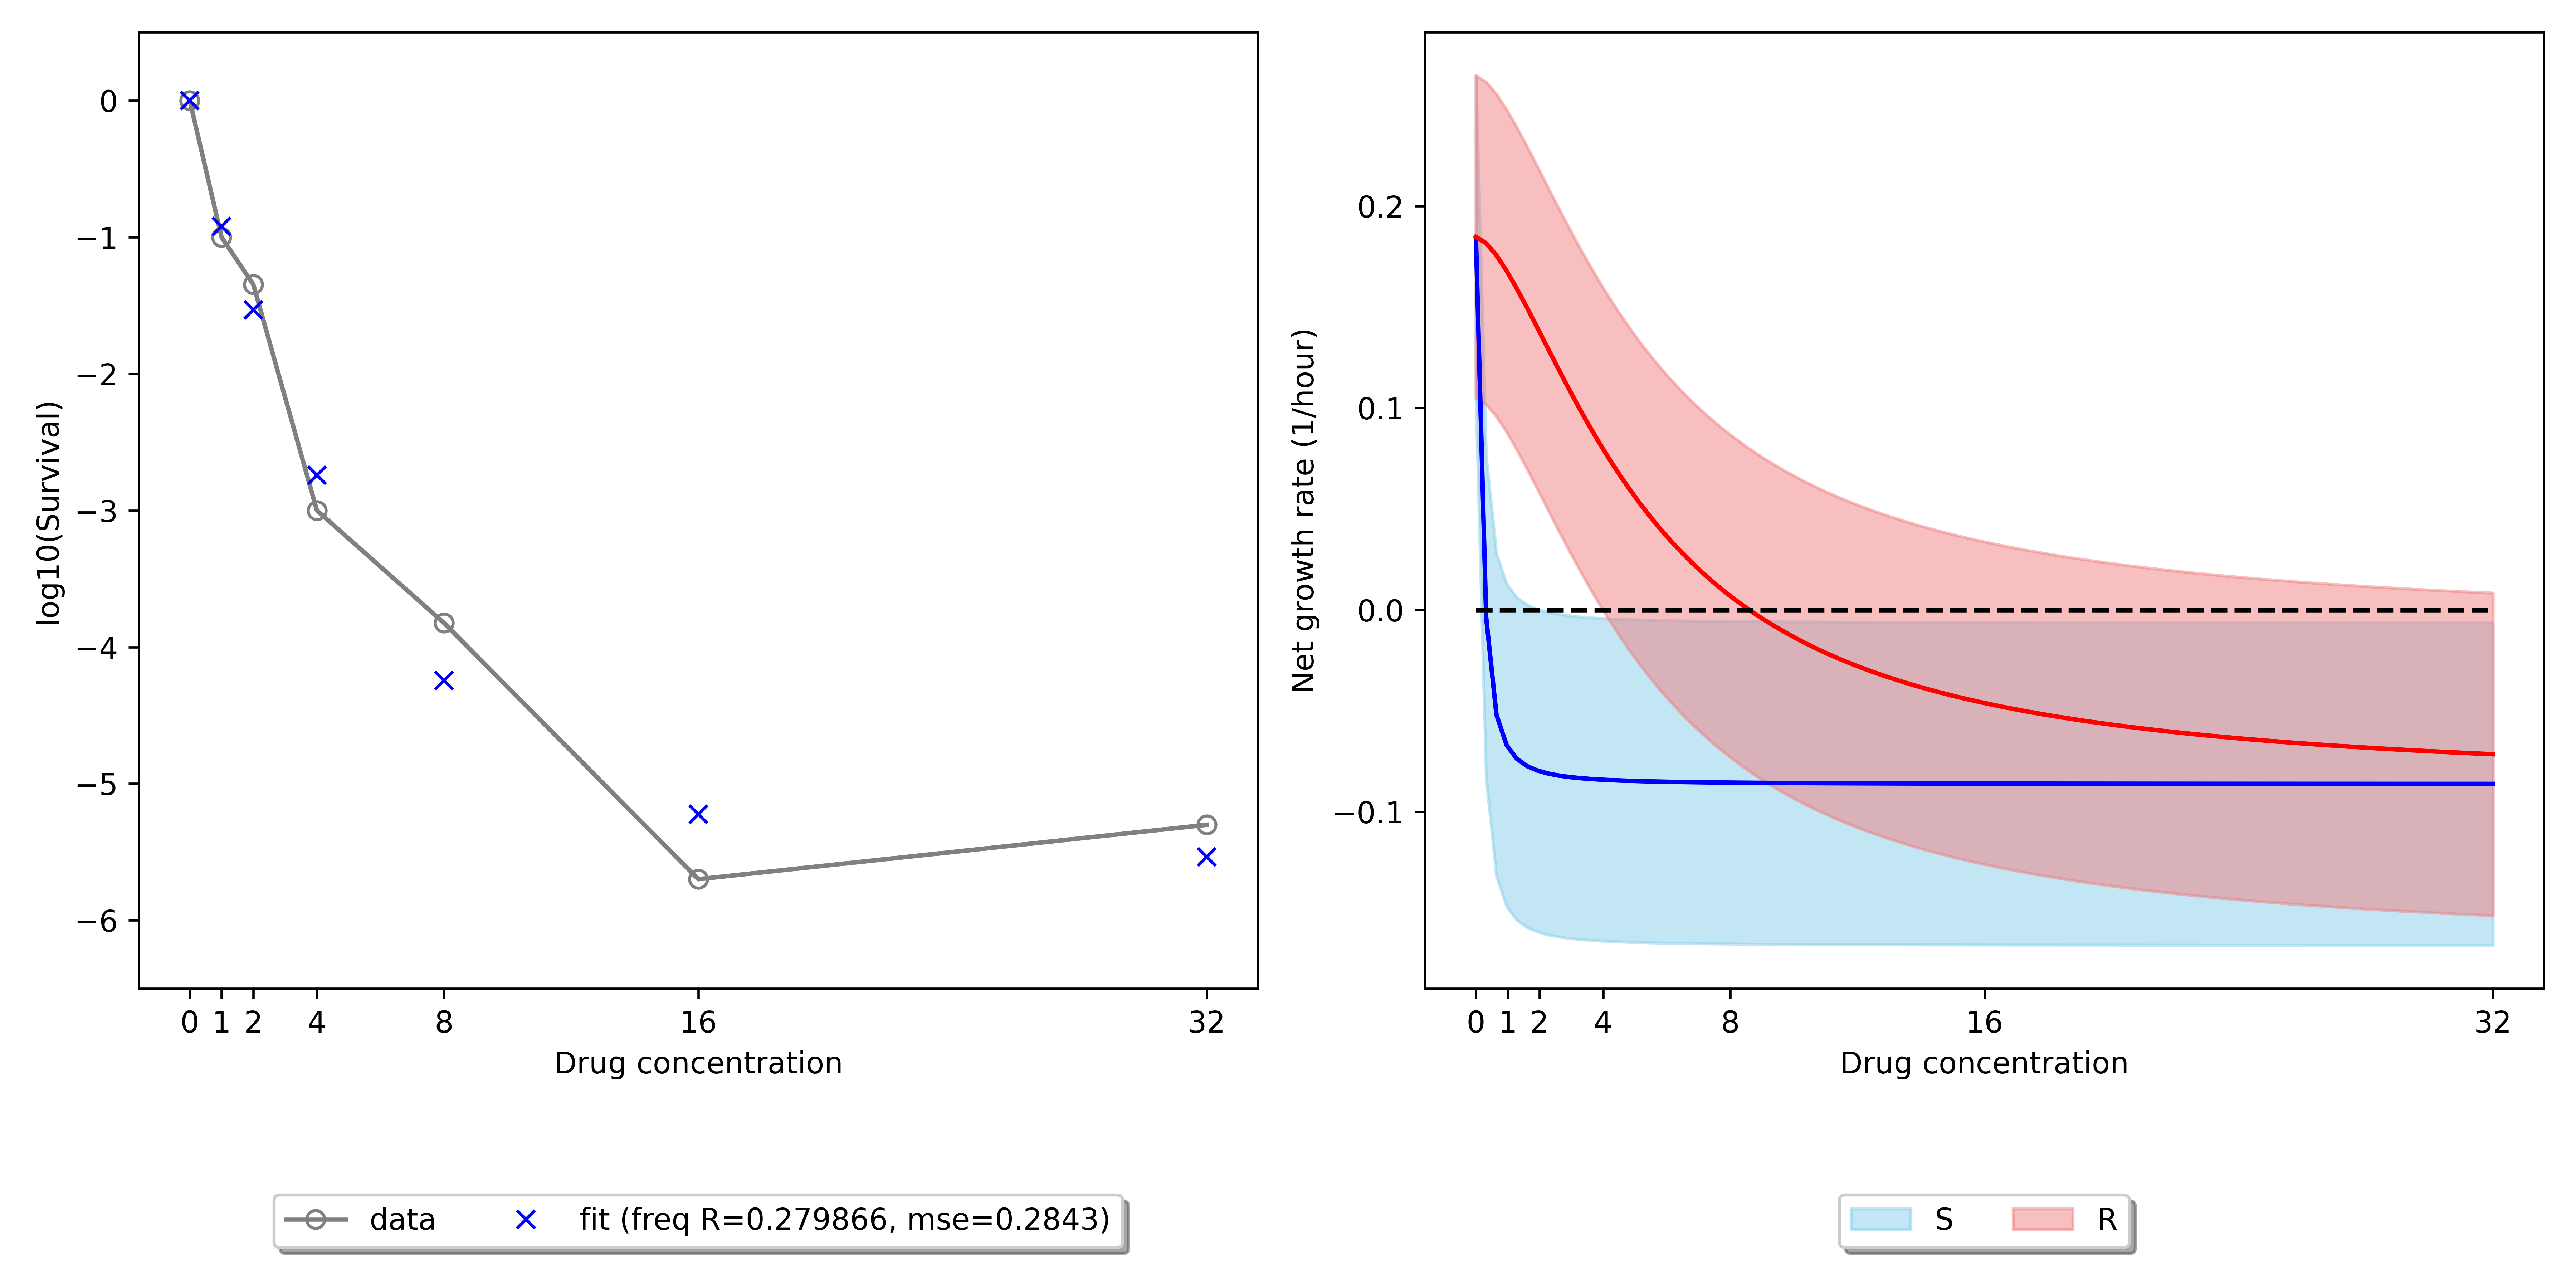 log10(Survival)
0
−1
−2
−3
−4
−5
−6
0 1 2 4 8 16 32
Drug concentration
data fit (freq R=0.279866, mse=0.2843)
Net growth rate (1/hour)
0.2
0.1
0.0
−0.1
0 1 2 4 8 16 32
Drug concentration
S R